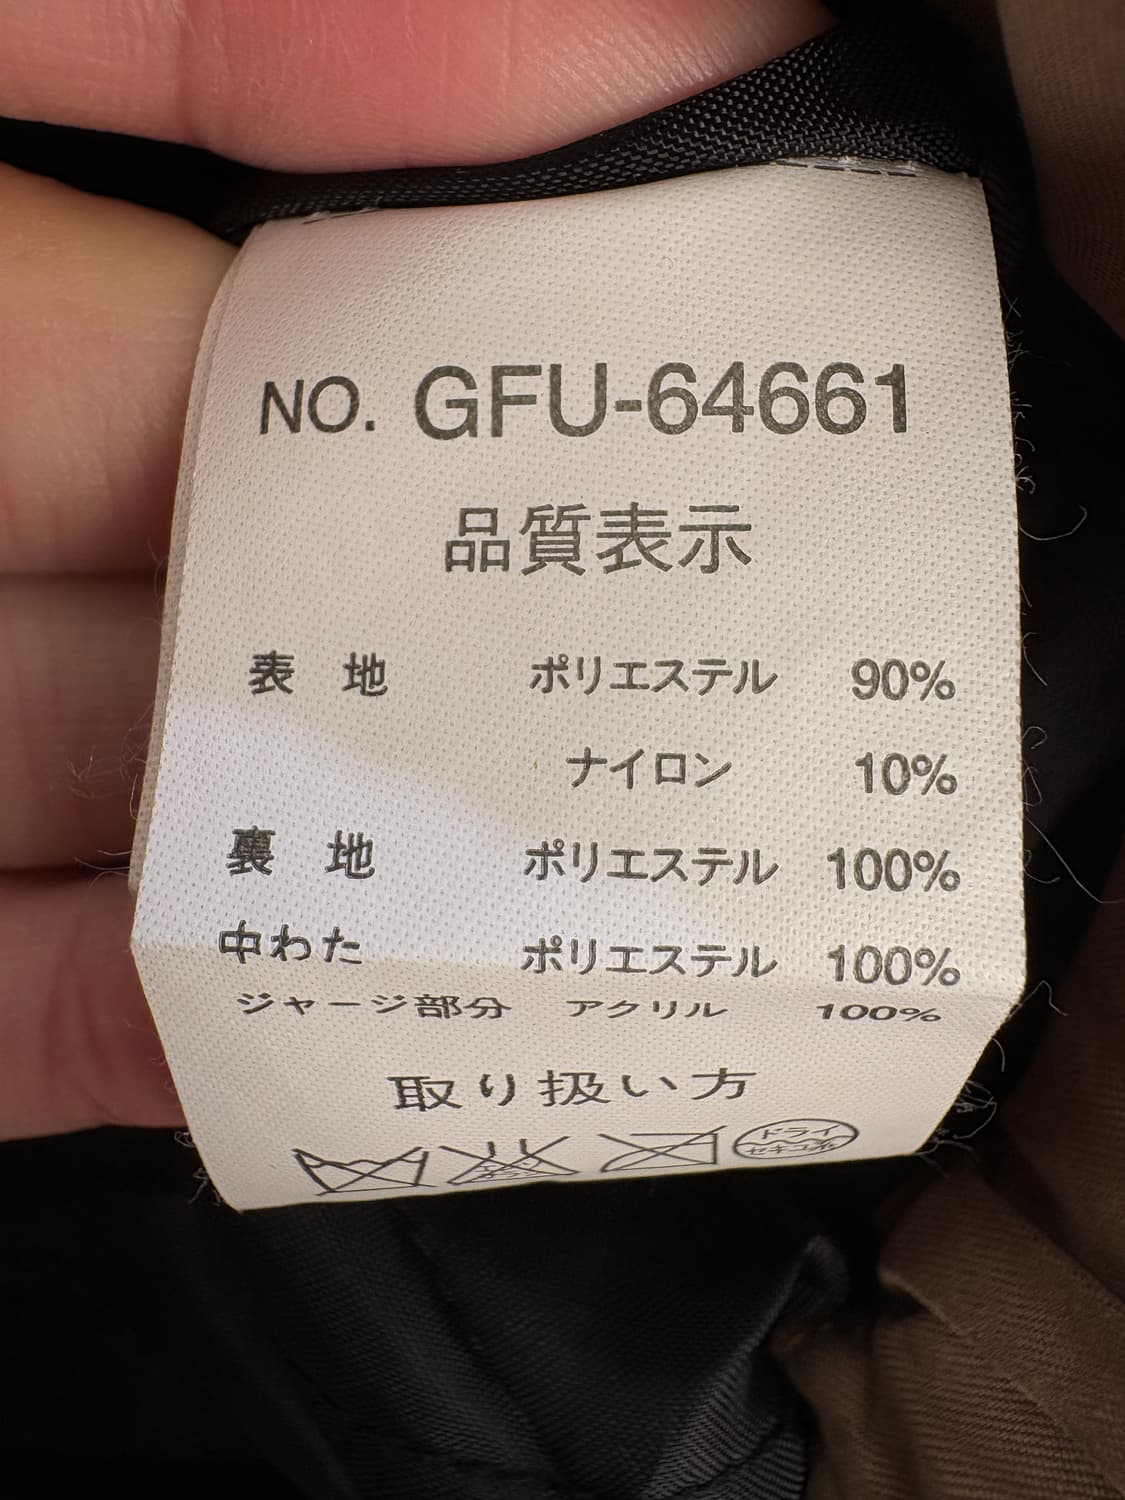 NO. GFU-64661
品質表示
表 地 ポリエステル 90%
ナイロン 10%
裏 地 ポリエステル 100%
中わた ポリエステル 100%
ジャージ部分 アクリル 100%
取り扱い方
ドライ
セキユ系